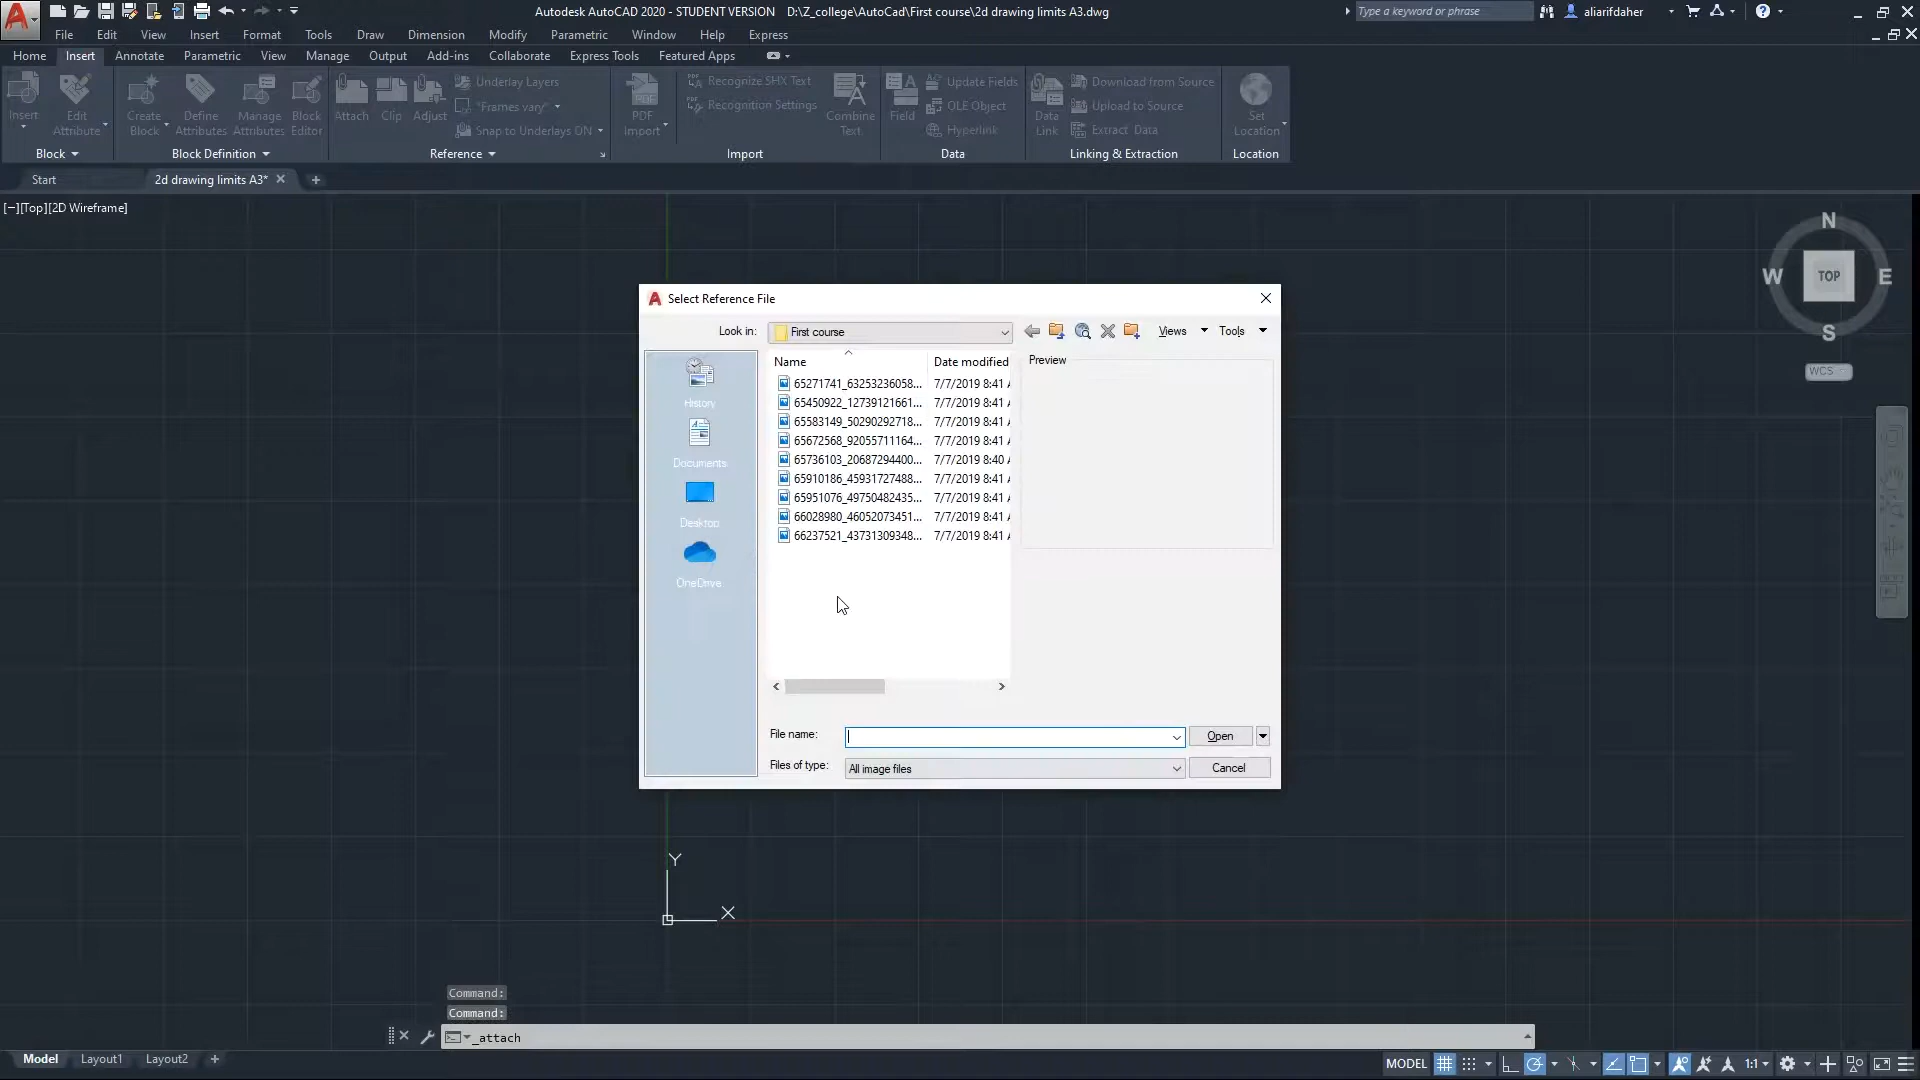 Autodesk AutoCAD 2020 - STUDENT VERSION D:\Z_college\AutoCad\First course\2d drawing limits A3.dwg
Type a keyword or phrase
aliarifdaher
File Edit View Insert Format Tools Draw Dimension Modify Parametric Window Help Express
Home Insert Annotate Parametric View Manage Output Add-ins Collaborate Express Tools Featured Apps
Insert
Edit
Attribute
Create
Block
Define
Attributes
Manage
Attributes
Block
Editor
Attach
Clip
Adjust
Underlay Layers
*Frames vary*
Snap to Underlays ON
PDF
Import
Recognize SHX Text
Recognition Settings
Combine
Text
Field
Update Fields
OLE Object
Hyperlink
Data
Link
Download from Source
Upload to Source
Extract Data
Set
Location
Block Block Definition Reference Import Data Linking & Extraction Location
Start 2d drawing limits A3*
[−][Top][2D Wireframe]
N
W TOP E
S
WCS
Select Reference File
Look in: First course Views Tools
History
Documents
Desktop
OneDrive
Name Date modified
65271741_63253236058... 7/7/2019 8:41 A
65450922_12739121661... 7/7/2019 8:41 A
65583149_50290292718... 7/7/2019 8:41 A
65672568_92055711164... 7/7/2019 8:41 A
65736103_20687294400... 7/7/2019 8:40 A
65910186_45931727488... 7/7/2019 8:41 A
65951076_49750482435... 7/7/2019 8:41 A
66028980_46052073451... 7/7/2019 8:41 A
66237521_43731309348... 7/7/2019 8:41 A
Preview
File name: Open
Files of type: All image files Cancel
Y
X
Command:
Command:
_attach
Model Layout1 Layout2 +
MODEL 1:1